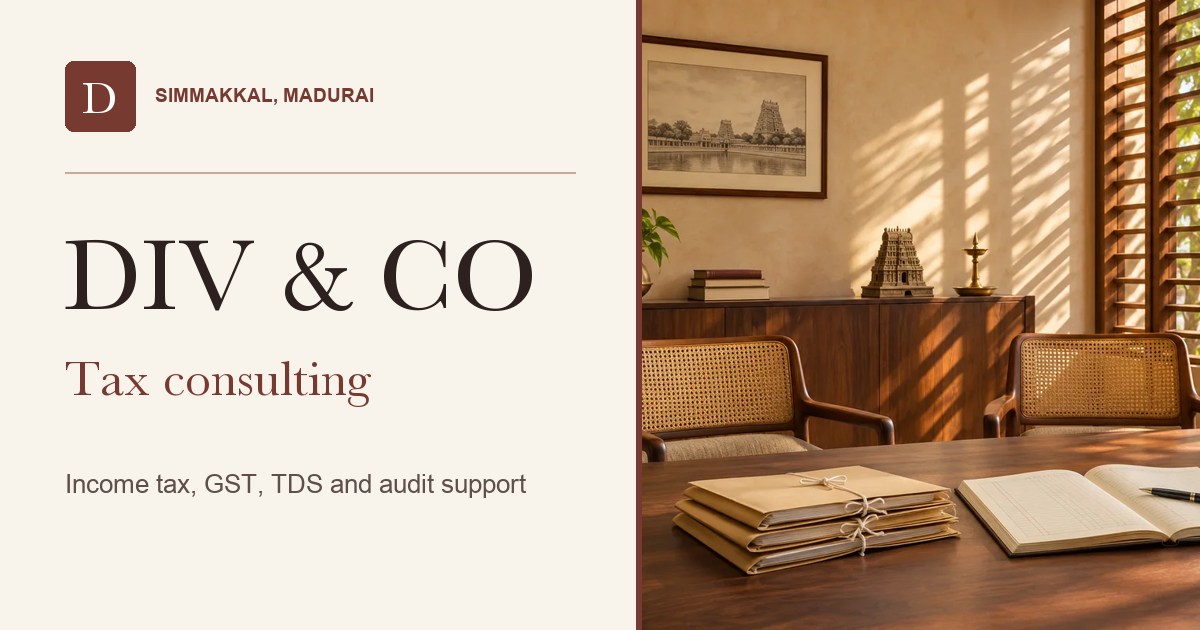 D
SIMMAKKAL, MADURAI
DIV & CO
Tax consulting
Income tax, GST, TDS and audit support